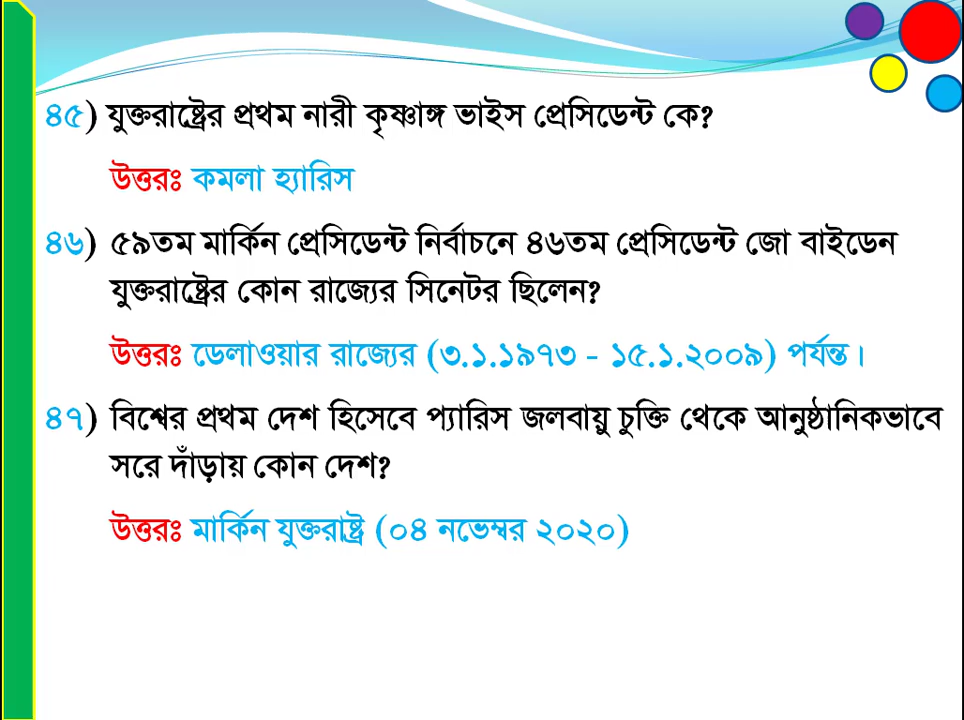 ৪৫) যুক্তরাষ্ট্রের প্রথম নারী কৃষ্ণাঙ্গ ভাইস প্রেসিডেন্ট কে?
উত্তরঃ কমলা হ্যারিস
৪৬) ৫৯তম মার্কিন প্রেসিডেন্ট নির্বাচনে ৪৬তম প্রেসিডেন্ট জো বাইডেন
যুক্তরাষ্ট্রের কোন রাজ্যের সিনেটর ছিলেন?
উত্তরঃ ডেলাওয়ার রাজ্যের (৩.১.১৯৭৩ - ১৫.১.২০০৯) পর্যন্ত।
৪৭) বিশ্বের প্রথম দেশ হিসেবে প্যারিস জলবায়ু চুক্তি থেকে আনুষ্ঠানিকভাবে
সরে দাঁড়ায় কোন দেশ?
উত্তরঃ মার্কিন যুক্তরাষ্ট্র (০৪ নভেম্বর ২০২০)